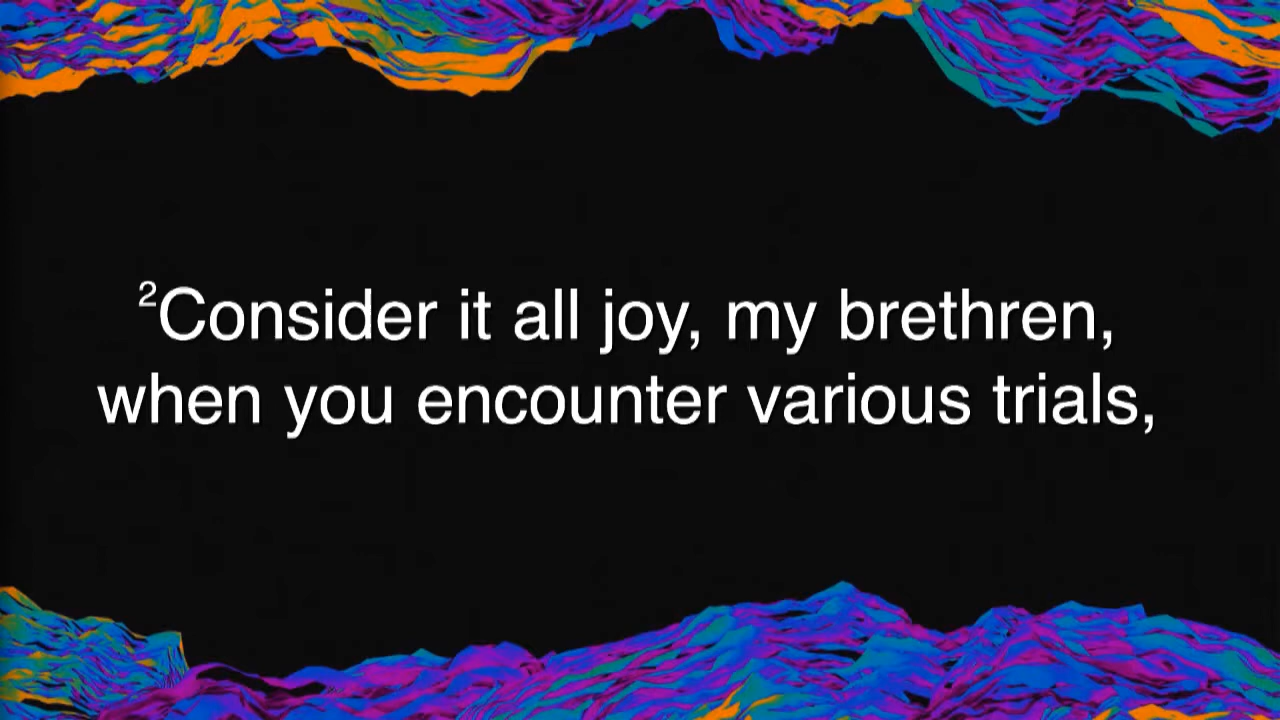 ²Consider it all joy, my brethren,
when you encounter various trials,